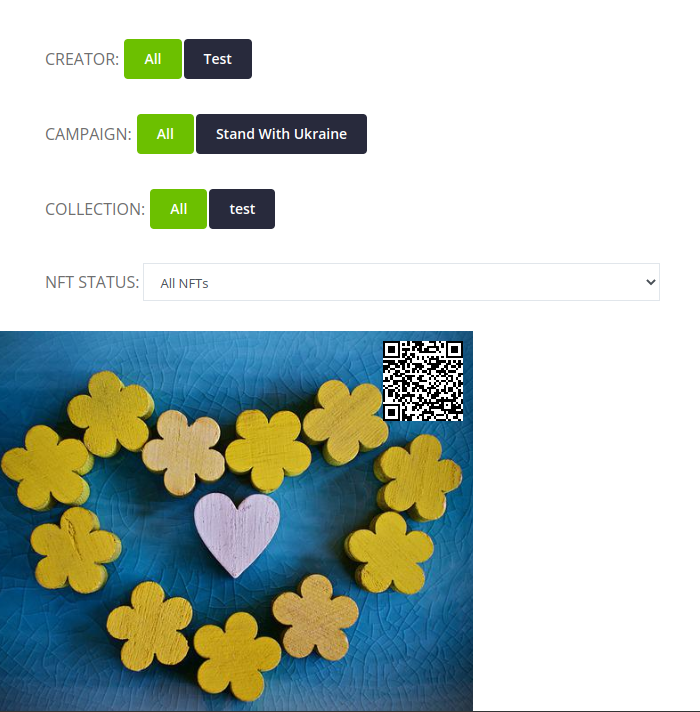 CREATOR: All Test
CAMPAIGN: All Stand With Ukraine
COLLECTION: All test
NFT STATUS: All NFTs